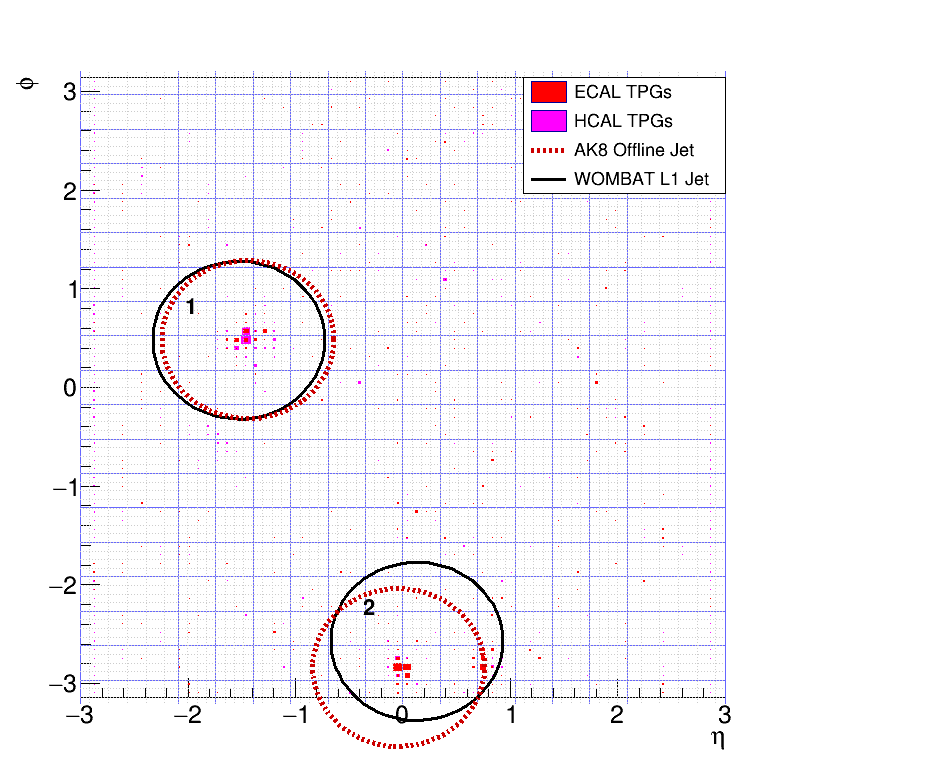 ϕ
3
2
1
0
−1
−2
−3
ECAL TPGs
HCAL TPGs
AK8 Offline Jet
WOMBAT L1 Jet
1
2
−3 −2 −1 0 1 2 3
η